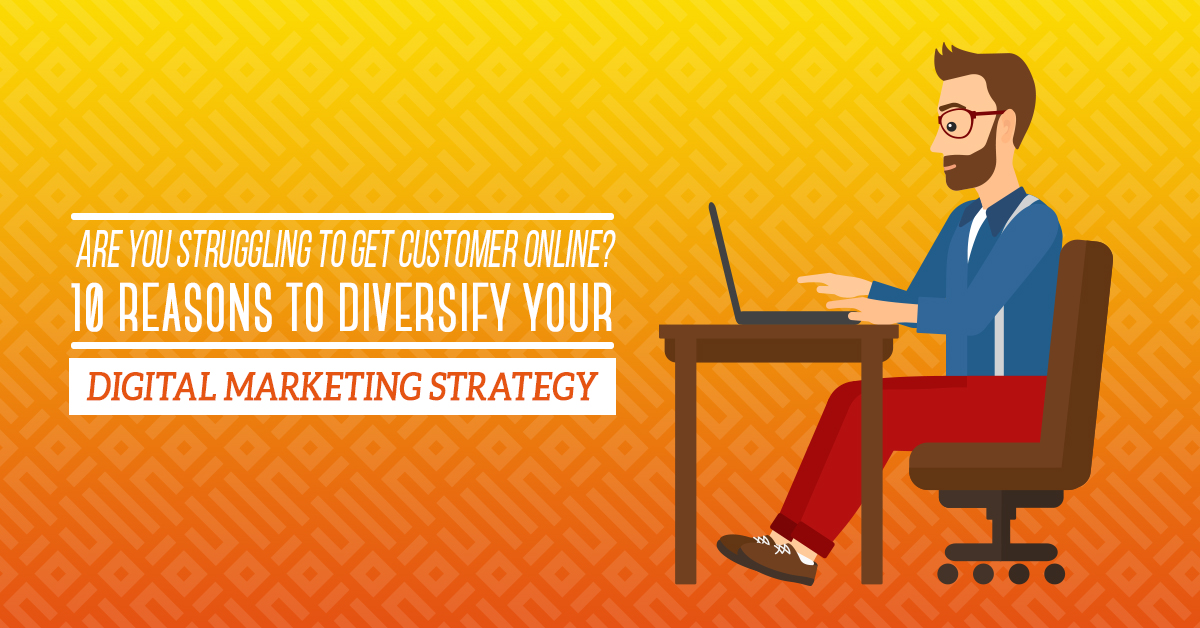 ARE YOU STRUGGLING TO GET CUSTOMER ONLINE?
10 REASONS TO DIVERSIFY YOUR
DIGITAL MARKETING STRATEGY